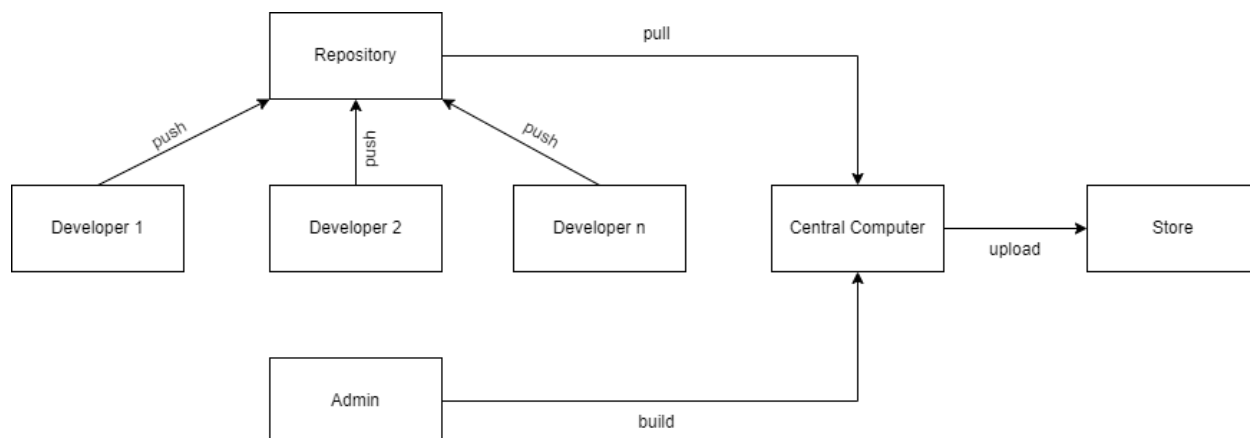 Repository
pull
push
push
push
Developer 1
Developer 2
Developer n
Central Computer
upload
Store
Admin
build